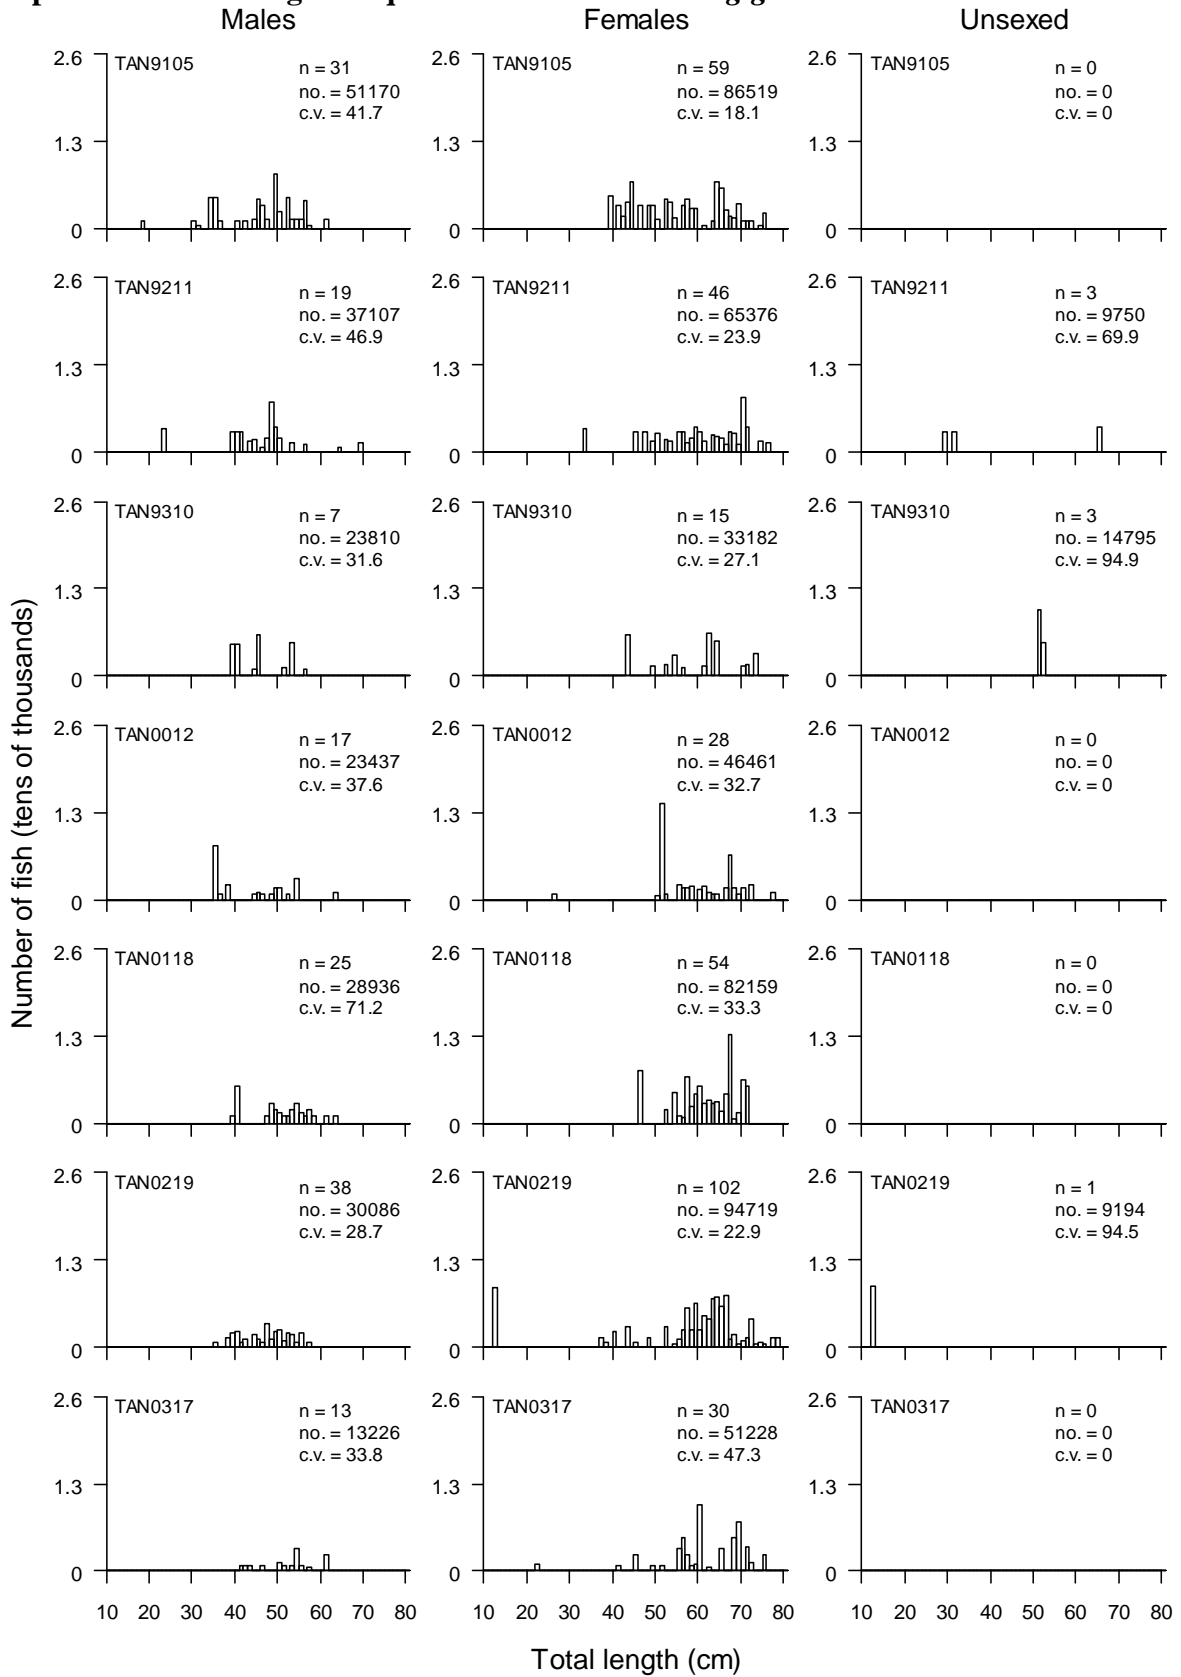 Males Females Unsexed
2.6 TAN9105 n = 31 2.6 TAN9105 n = 59 2.6 TAN9105 n = 0
no. = 51170 no. = 86519 no. = 0
c.v. = 41.7 c.v. = 18.1 c.v. = 0
1.3 1.3 1.3
0 0 0
2.6 TAN9211 n = 19 2.6 TAN9211 n = 46 2.6 TAN9211 n = 3
no. = 37107 no. = 65376 no. = 9750
c.v. = 46.9 c.v. = 23.9 c.v. = 69.9
1.3 1.3 1.3
0 0 0
2.6 TAN9310 n = 7 2.6 TAN9310 n = 15 2.6 TAN9310 n = 3
no. = 23810 no. = 33182 no. = 14795
c.v. = 31.6 c.v. = 27.1 c.v. = 94.9
1.3 1.3 1.3
0 0 0
2.6 TAN0012 n = 17 2.6 TAN0012 n = 28 2.6 TAN0012 n = 0
no. = 23437 no. = 46461 no. = 0
c.v. = 37.6 c.v. = 32.7 c.v. = 0
1.3 1.3 1.3
0 0 0
2.6 TAN0118 n = 25 2.6 TAN0118 n = 54 2.6 TAN0118 n = 0
no. = 28936 no. = 82159 no. = 0
c.v. = 71.2 c.v. = 33.3 c.v. = 0
1.3 1.3 1.3
0 0 0
2.6 TAN0219 n = 38 2.6 TAN0219 n = 102 2.6 TAN0219 n = 1
no. = 30086 no. = 94719 no. = 9194
c.v. = 28.7 c.v. = 22.9 c.v. = 94.5
1.3 1.3 1.3
0 0 0
2.6 TAN0317 n = 13 2.6 TAN0317 n = 30 2.6 TAN0317 n = 0
no. = 13226 no. = 51228 no. = 0
c.v. = 33.8 c.v. = 47.3 c.v. = 0
1.3 1.3 1.3
0 0 0
10 20 30 40 50 60 70 80 10 20 30 40 50 60 70 80 10 20 30 40 50 60 70 80
Number of fish (tens of thousands)
Total length (cm)